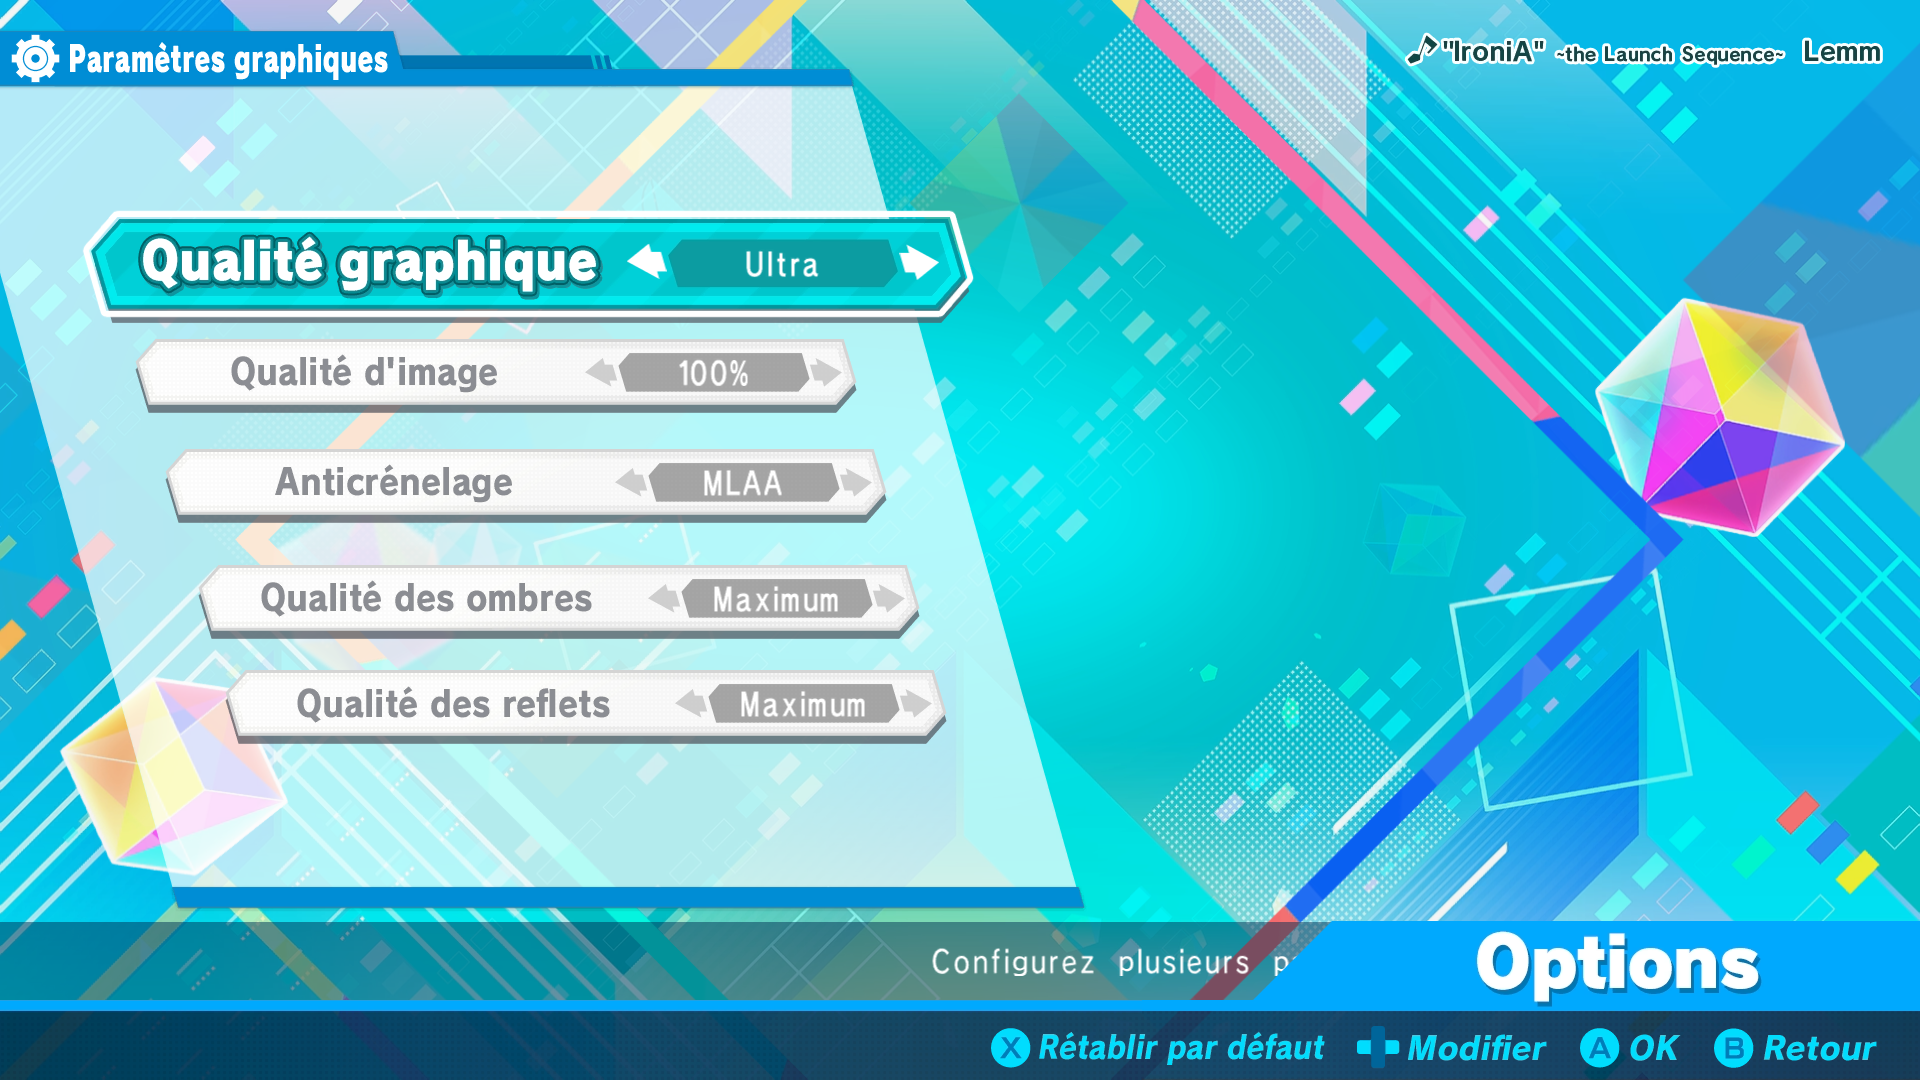 Paramètres graphiques
"IroniA" ~the Launch Sequence~ Lemm
Qualité graphique Ultra
Qualité d'image 100%
Anticrénelage MLAA
Qualité des ombres Maximum
Qualité des reflets Maximum
Configurez plusieurs
Options
X Rétablir par défaut Modifier A OK B Retour